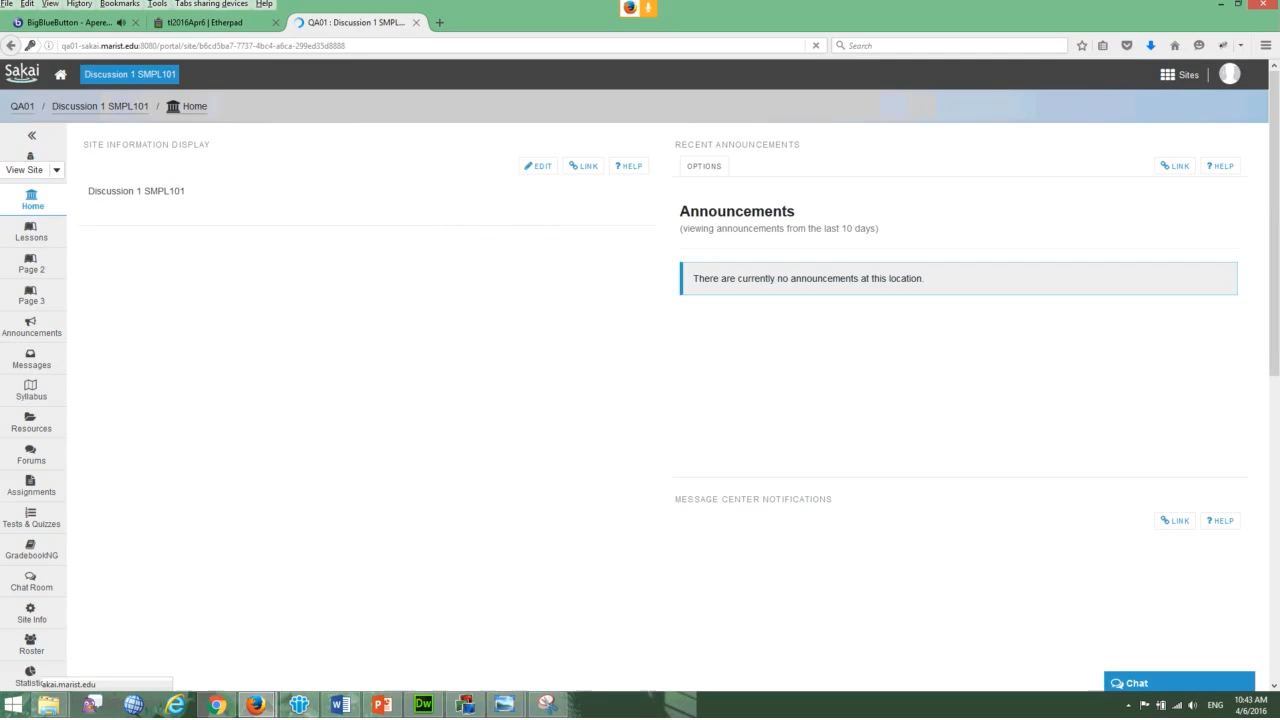 File Edit View History Bookmarks Tools Tabs sharing devices Help
BigBlueButton - Apere... tl2016Apr6 | Etherpad QA01 : Discussion 1 SMPL...
qa01-sakai.marist.edu:8080/portal/site/b6cd5ba7-7737-4bc4-a6ca-299ed35d8888 Search
Sakai Discussion 1 SMPL101 Sites
QA01 / Discussion 1 SMPL101 / Home
SITE INFORMATION DISPLAY
EDIT LINK HELP
Discussion 1 SMPL101
RECENT ANNOUNCEMENTS
OPTIONS LINK HELP
Announcements
(viewing announcements from the last 10 days)
There are currently no announcements at this location.
MESSAGE CENTER NOTIFICATIONS
LINK HELP
View Site
Home
Lessons
Page 2
Page 3
Announcements
Messages
Syllabus
Resources
Forums
Assignments
Tests & Quizzes
GradebookNG
Chat Room
Site Info
Roster
Statistic
akai.marist.edu
Chat
ENG
10:43 AM
4/6/2016